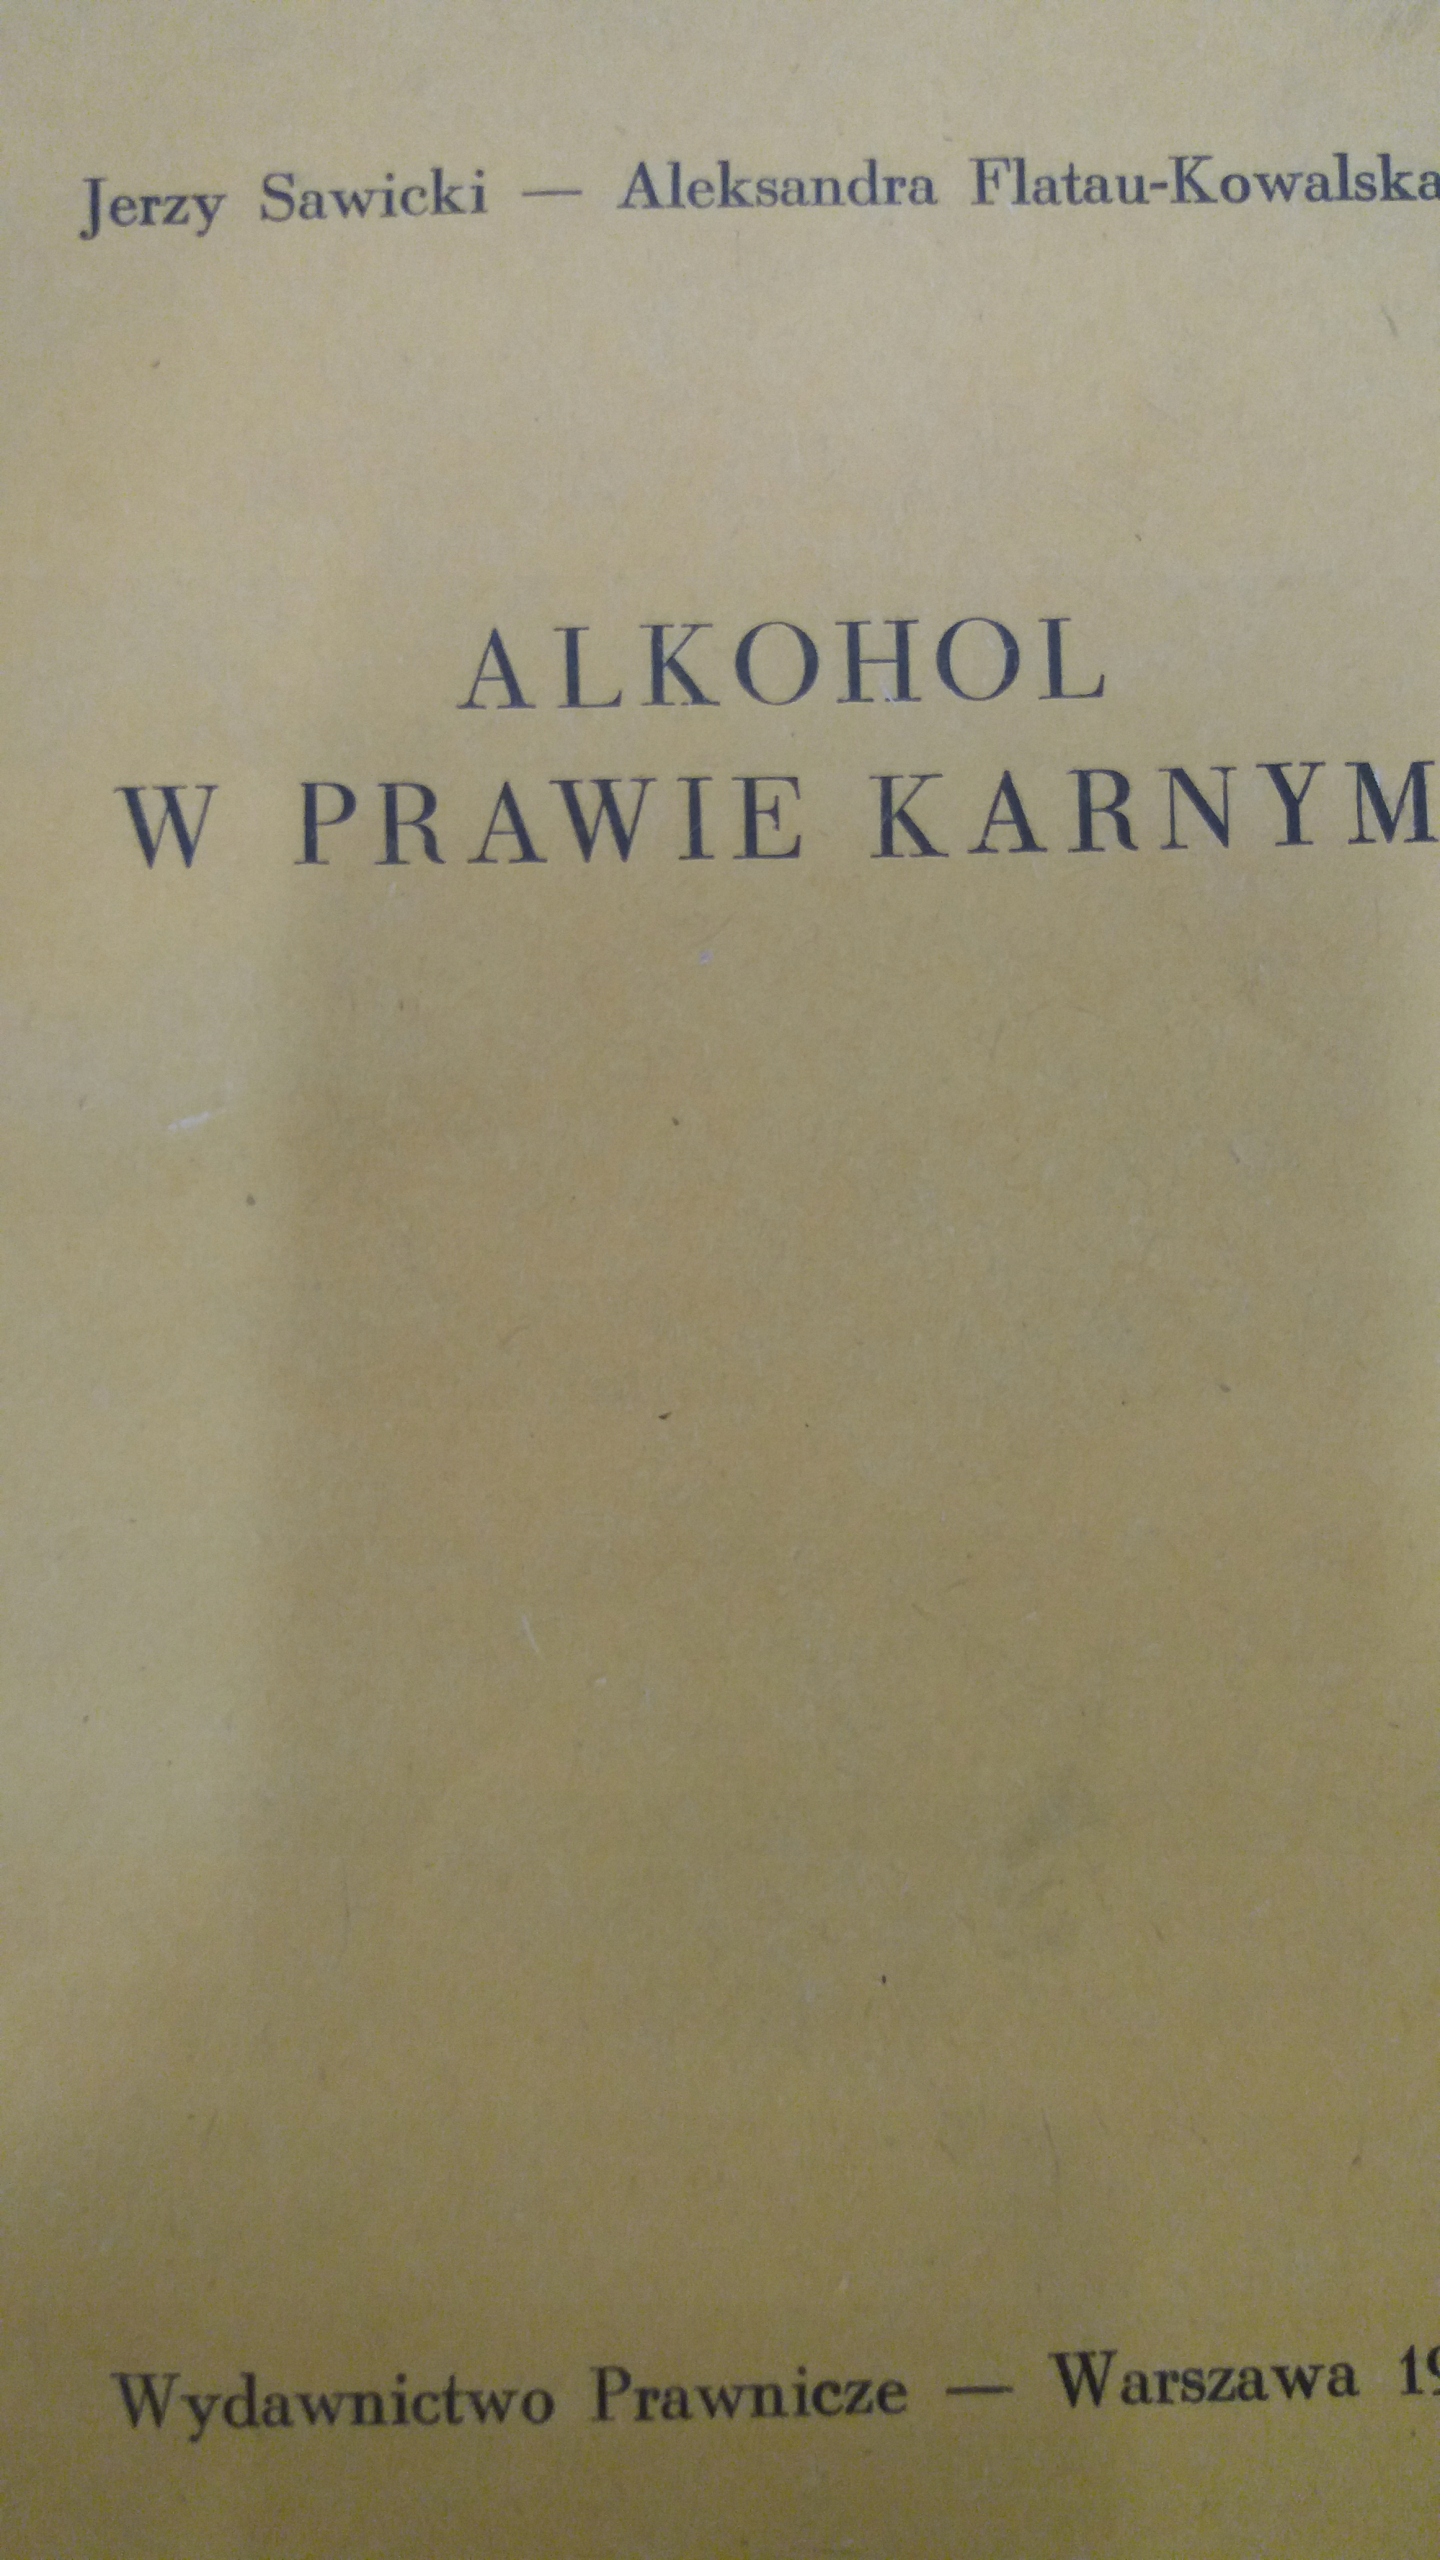 Jerzy Sawicki — Aleksandra Flatau-Kowalska
ALKOHOL
W PRAWIE KARNYM
Wydawnictwo Prawnicze — Warszawa